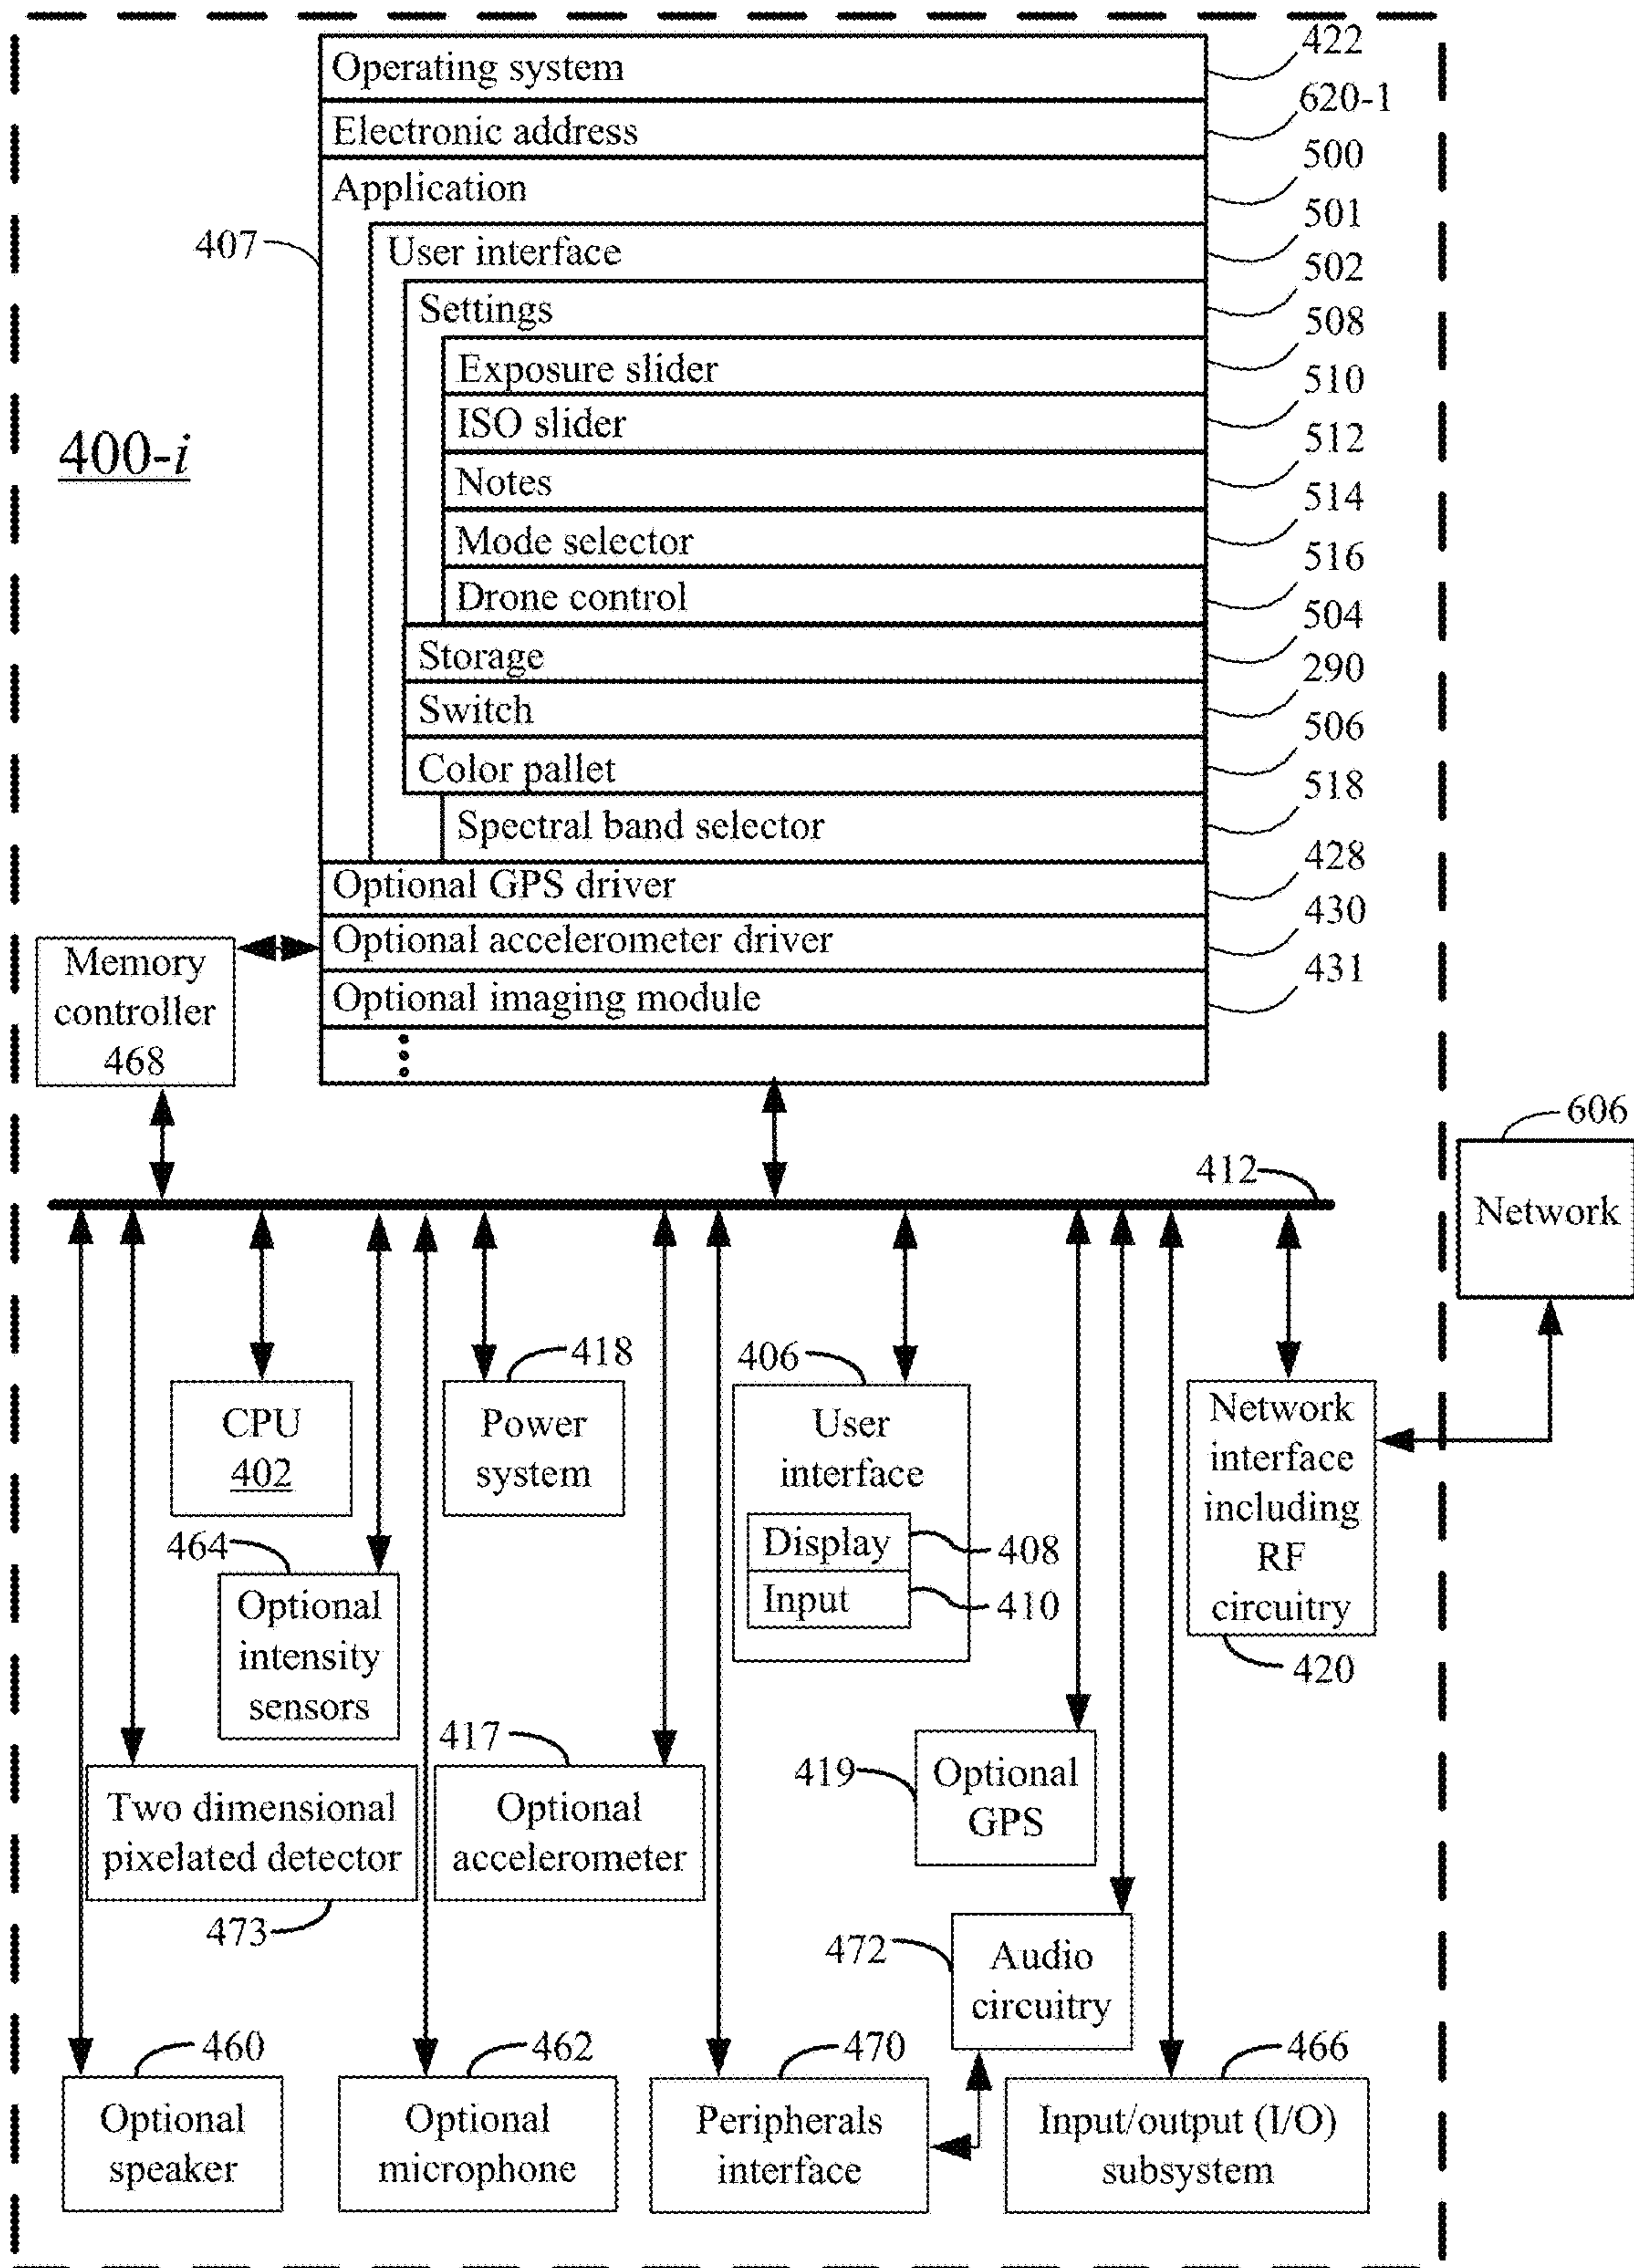 Operating system
422
Electronic address
620-1
Application
500
407
User interface
501
Settings
502
Exposure slider
508
400-i
ISO slider
510
Notes
512
Mode selector
514
Drone control
516
Storage
504
Switch
290
Color pallet
506
Spectral band selector
518
Optional GPS driver
428
Optional accelerometer driver
430
Optional imaging module
431
Memory
controller
468
606
Network
412
CPU
402
418
Power
system
406
User
interface
Display
408
Input
410
Network
interface
including
RF
circuitry
420
464
Optional
intensity
sensors
417
Optional
accelerometer
419
Optional
GPS
Two dimensional
pixelated detector
473
472
Audio
circuitry
460
Optional
speaker
462
Optional
microphone
470
Peripherals
interface
466
Input/output (I/O)
subsystem